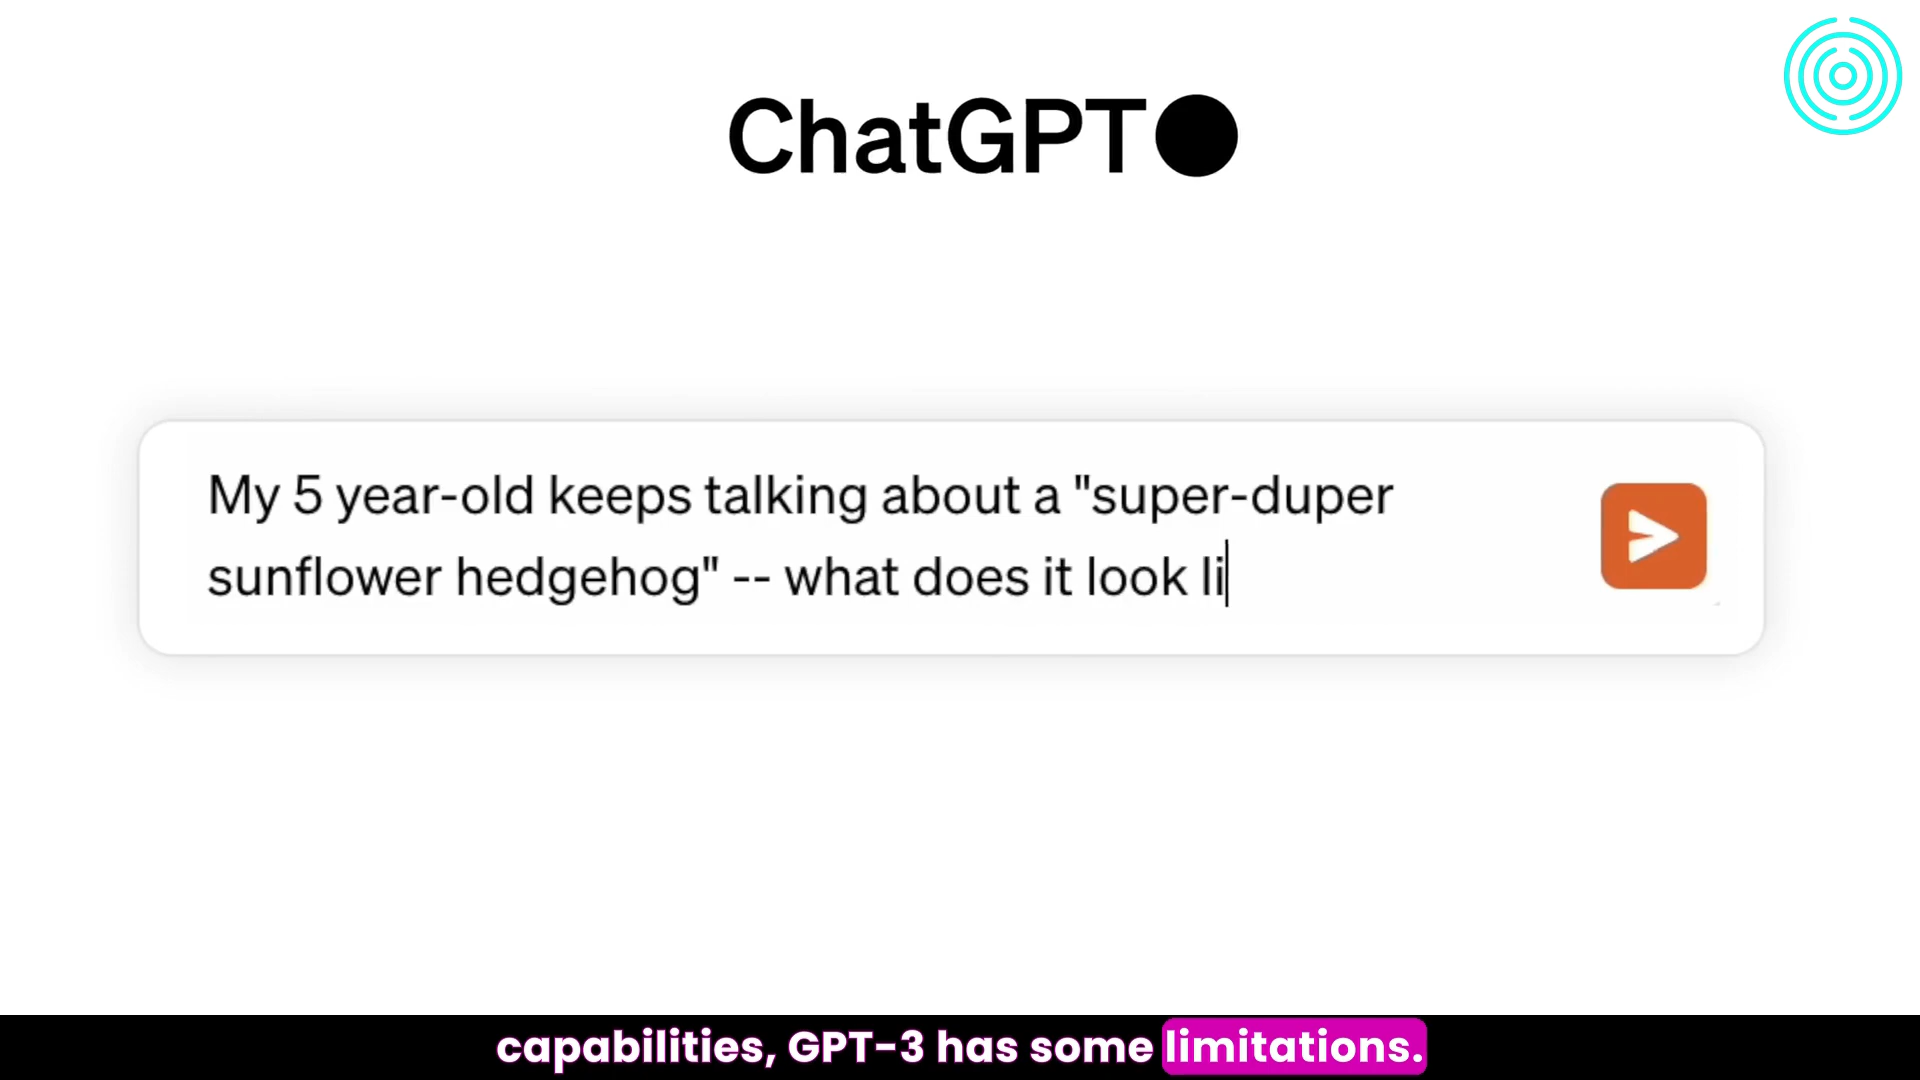 ChatGPT
My 5 year-old keeps talking about a "super-duper
sunflower hedgehog" -- what does it look li
capabilities, GPT-3 has some limitations.